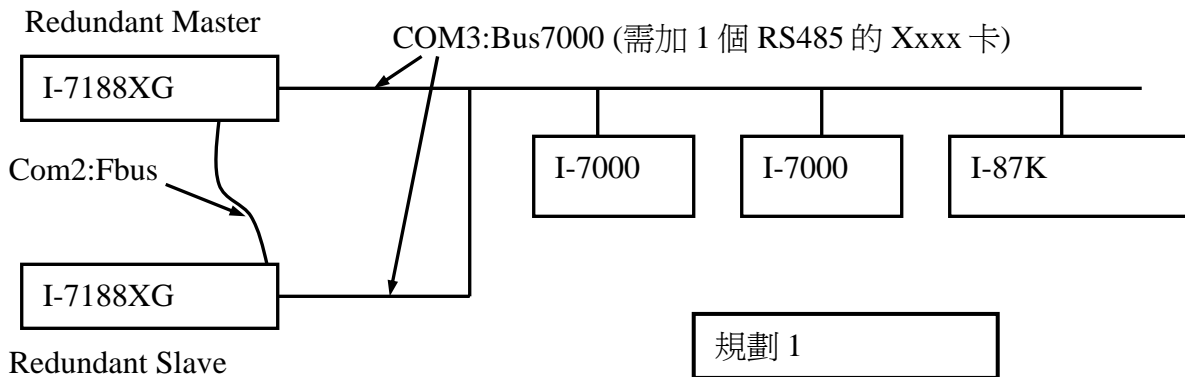 Redundant Master
COM3:Bus7000 (需加 1 個 RS485 的 Xxxx 卡)
I-7188XG
I-7000
I-7000
I-87K
Com2:Fbus
I-7188XG
規劃 1
Redundant Slave